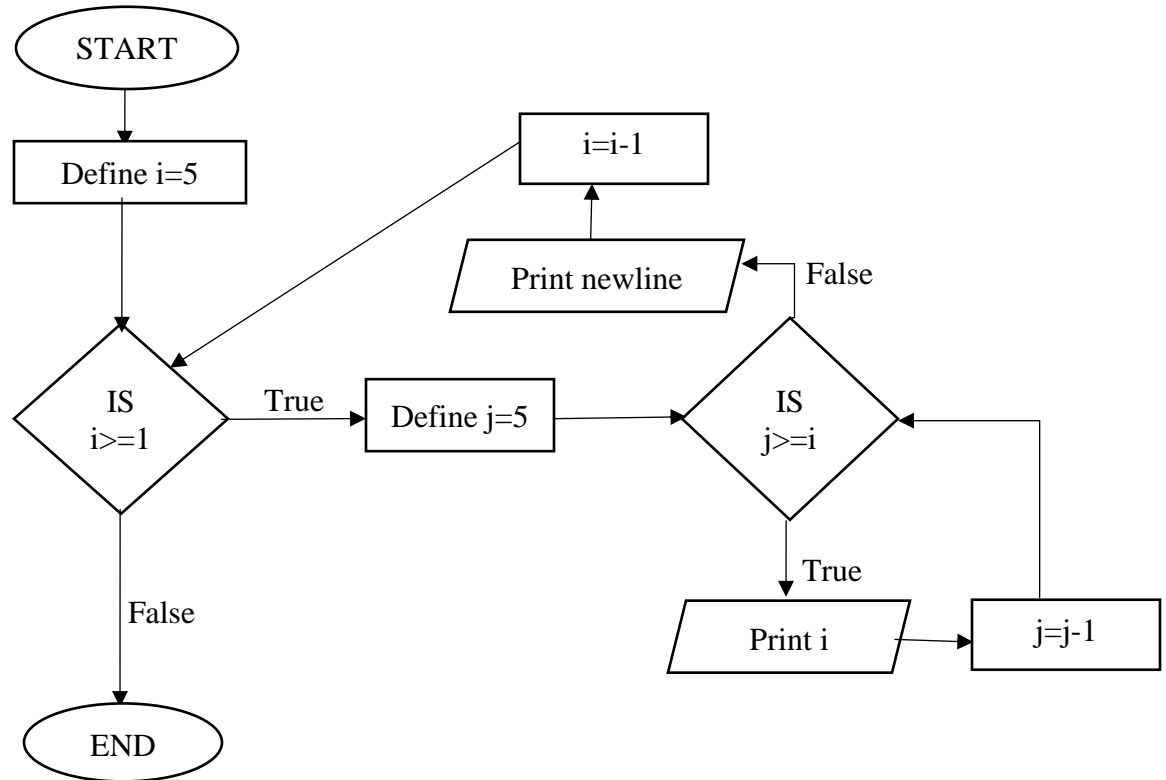 START
Define i=5
i=i-1
Print newline
False
IS
i>=1
True
Define j=5
IS
j>=i
True
Print i
j=j-1
False
END